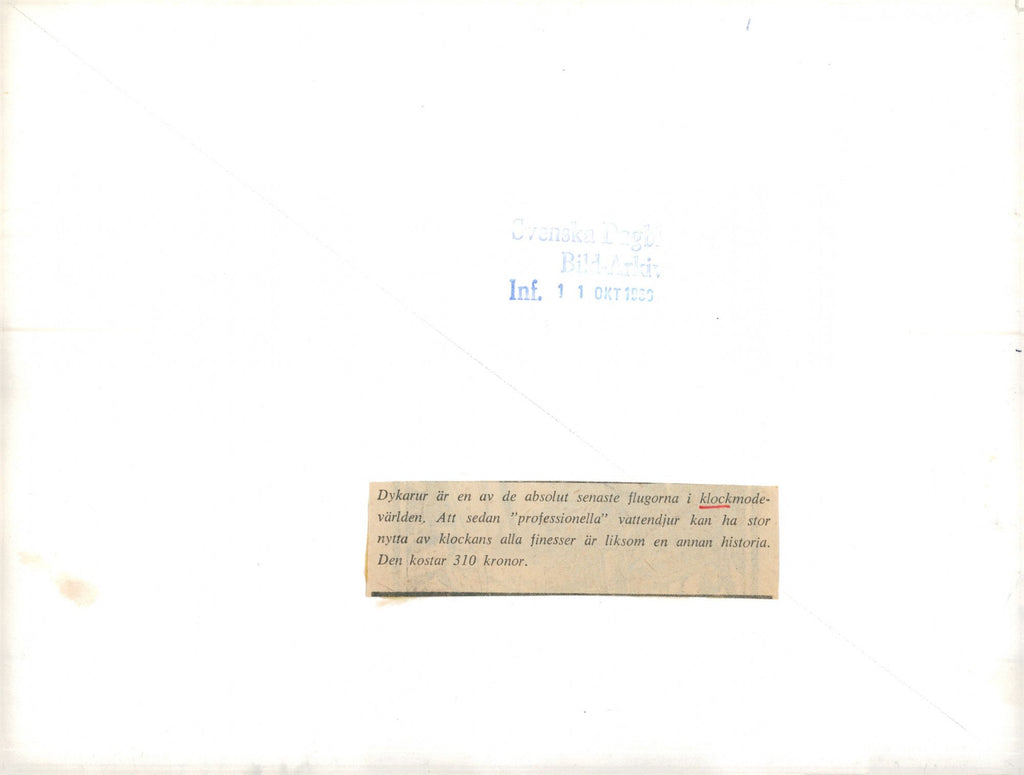 Svenska Dagbl
Bild-Arkiv.
Inf. 1 1 OKT
Dykarur är en av de absolut senaste flugorna i klockmode-
världen. Att sedan "professionella" vattendjur kan ha stor
nytta av klockans alla finesser är liksom en annan historia.
Den kostar 310 kronor.